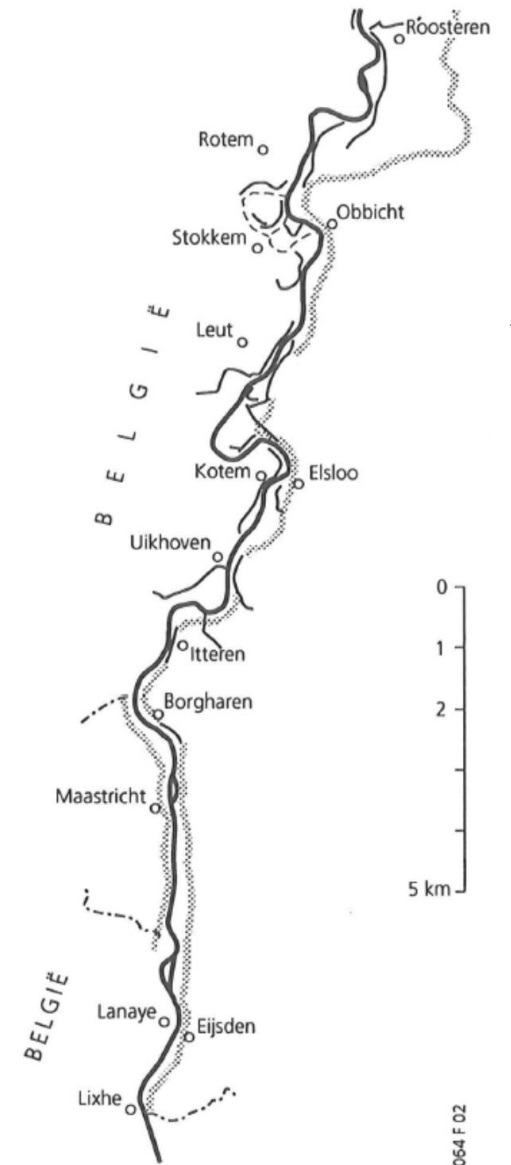 Roosteren
Rotem
Obbicht
Stokkem
Leut
BELGIË
Kotem
Elsloo
Uikhoven
0
Itteren
1
Borgharen
2
Maastricht
5 km
BELGIË
Lanaye
Eijsden
Lixhe
064 F 02